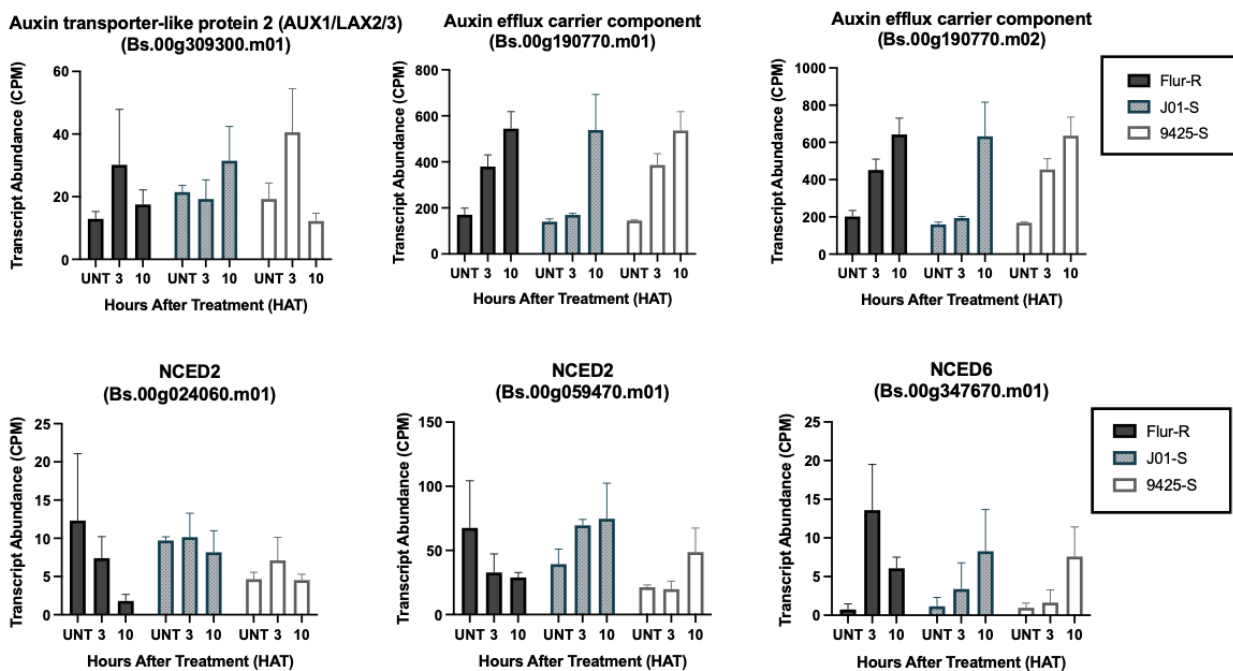 Auxin transporter-like protein 2 (AUX1/LAX2/3)
(Bs.00g309300.m01)
Transcript Abundance (CPM)
60
40
20
0
UNT 3 10 UNT 3 10 UNT 3 10
Hours After Treatment (HAT)
Auxin efflux carrier component
(Bs.00g190770.m01)
Transcript Abundance (CPM)
800
600
400
200
0
UNT 3 10 UNT 3 10 UNT 3 10
Hours After Treatment (HAT)
Auxin efflux carrier component
(Bs.00g190770.m02)
Transcript Abundance (CPM)
1000
800
600
400
200
0
UNT 3 10 UNT 3 10 UNT 3 10
Hours After Treatment (HAT)
Flur-R
J01-S
9425-S
NCED2
(Bs.00g024060.m01)
Transcript Abundance (CPM)
25
20
15
10
5
0
UNT 3 10 UNT 3 10 UNT 3 10
Hours After Treatment (HAT)
NCED2
(Bs.00g059470.m01)
Transcript Abundance (CPM)
150
100
50
0
UNT 3 10 UNT 3 10 UNT 3 10
Hours After Treatment (HAT)
NCED6
(Bs.00g347670.m01)
Transcript Abundance (CPM)
25
20
15
10
5
0
UNT 3 10 UNT 3 10 UNT 3 10
Hours After Treatment (HAT)
Flur-R
J01-S
9425-S